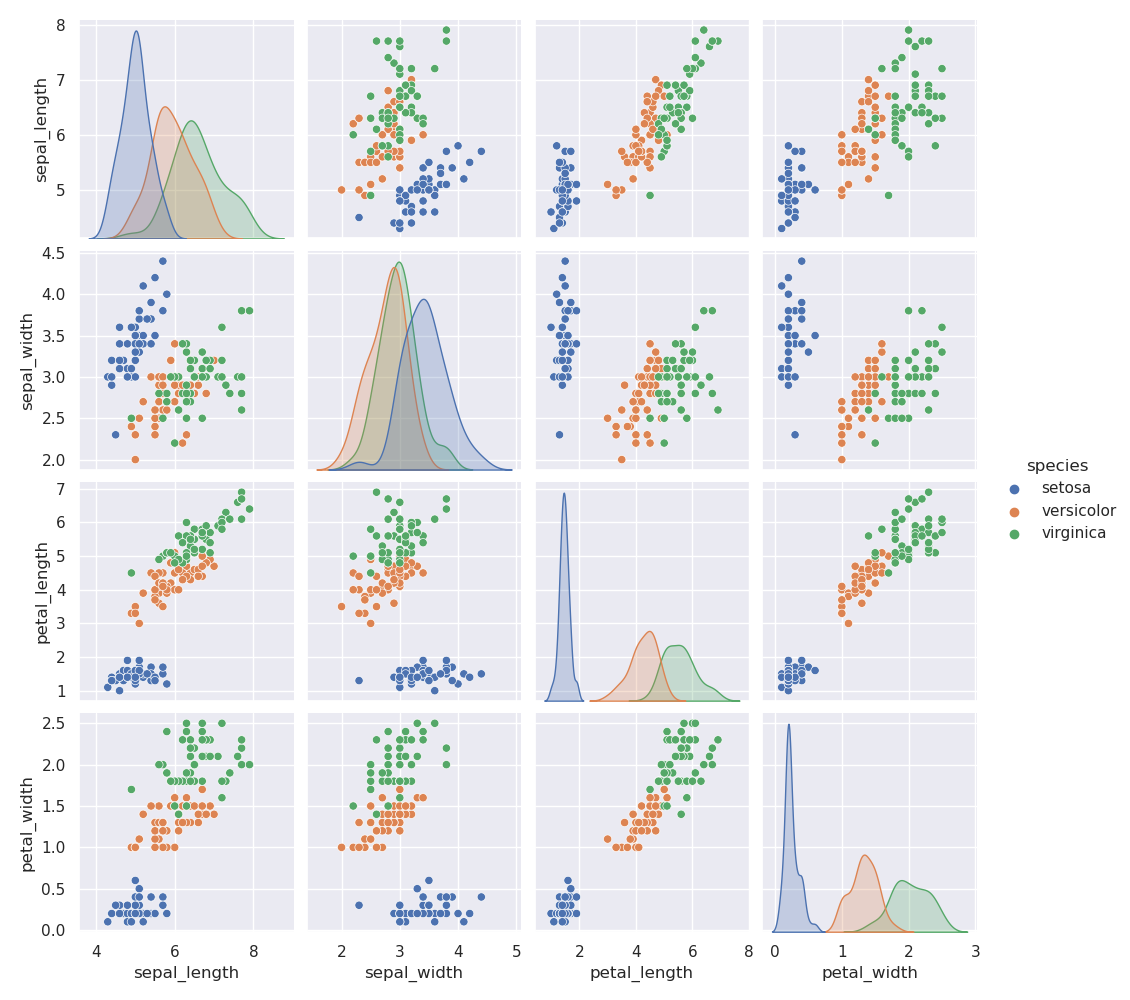 8
7
6
5
sepal_length
4.5
4.0
3.5
3.0
2.5
2.0
sepal_width
species
setosa
versicolor
virginica
7
6
5
4
3
2
1
petal_length
2.5
2.0
1.5
1.0
0.5
0.0
petal_width
4 6 8 2 3 4 5 2 4 6 8 0 1 2 3
sepal_length sepal_width petal_length petal_width